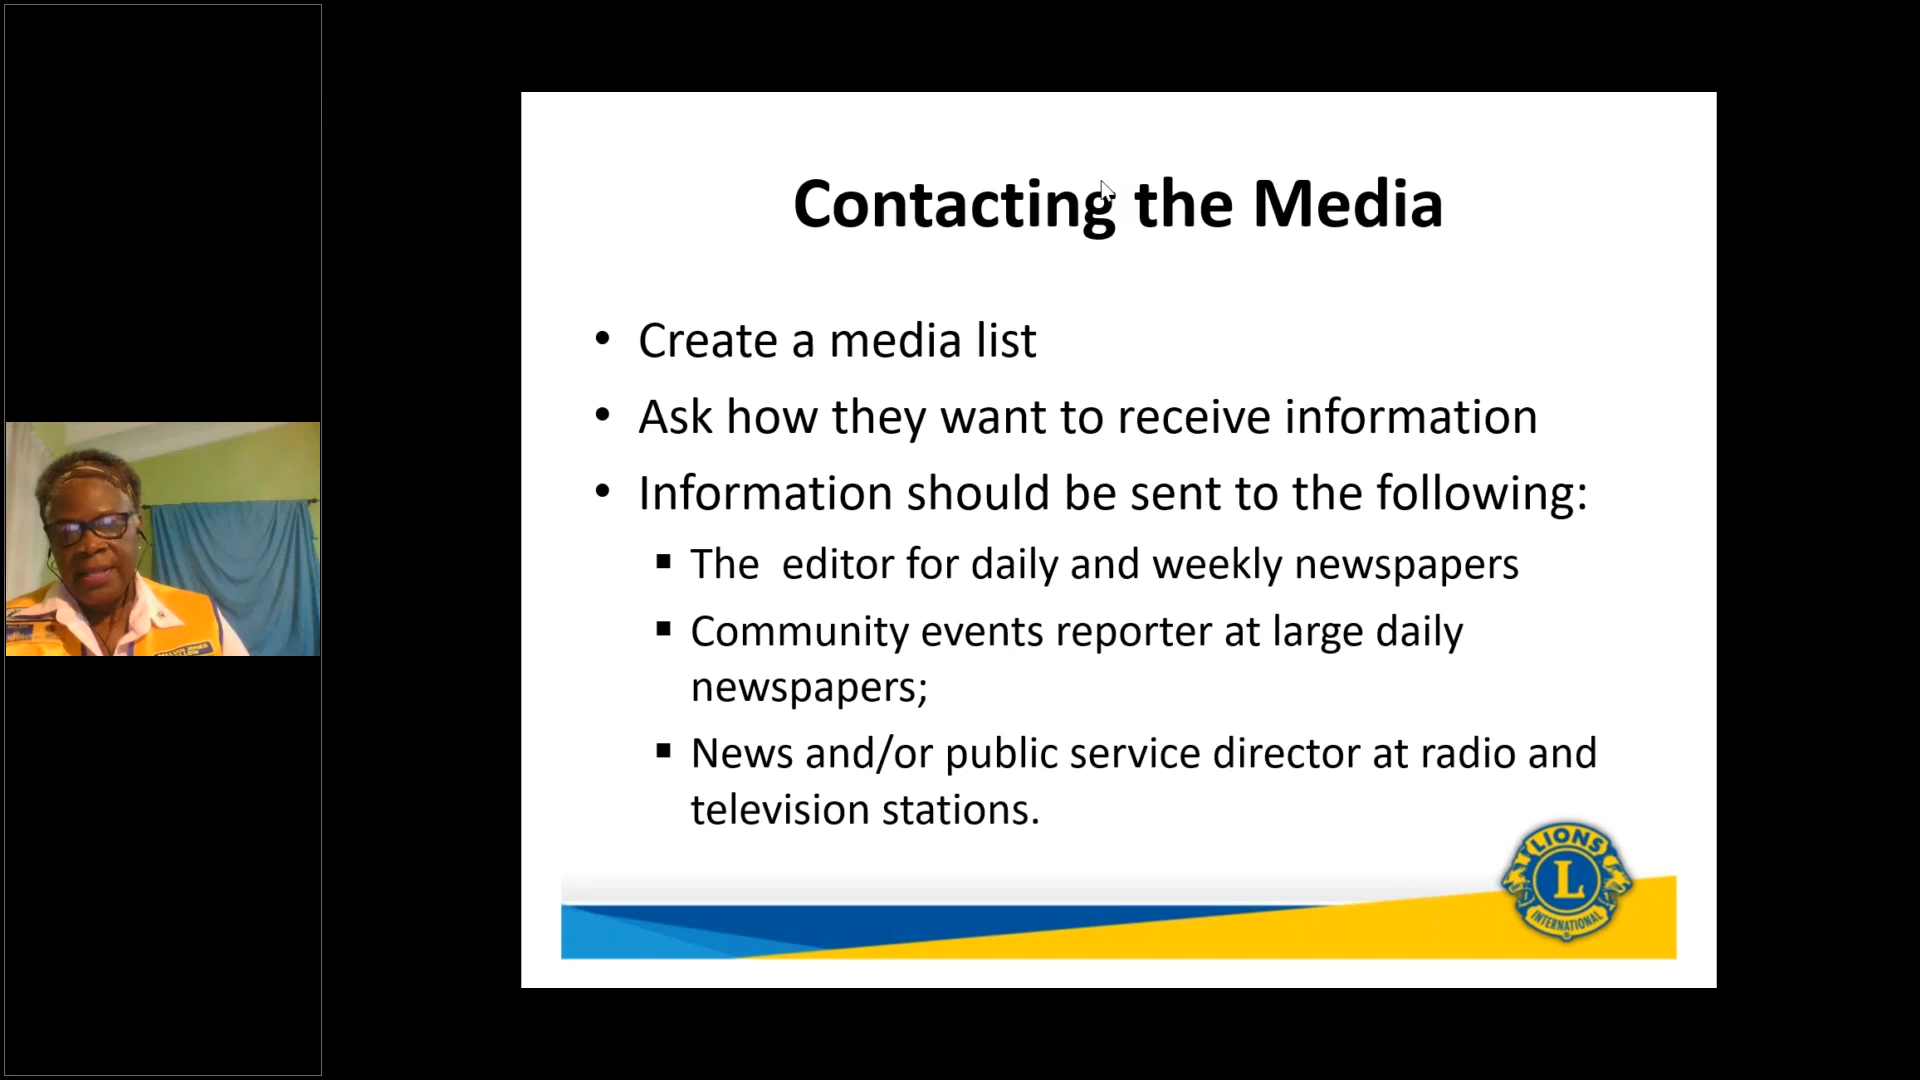 Contacting the Media
• Create a media list
• Ask how they want to receive information
• Information should be sent to the following:
▪ The  editor for daily and weekly newspapers
▪ Community events reporter at large daily
newspapers;
▪ News and/or public service director at radio and
television stations.
LIONS
L
INTERNATIONAL
®